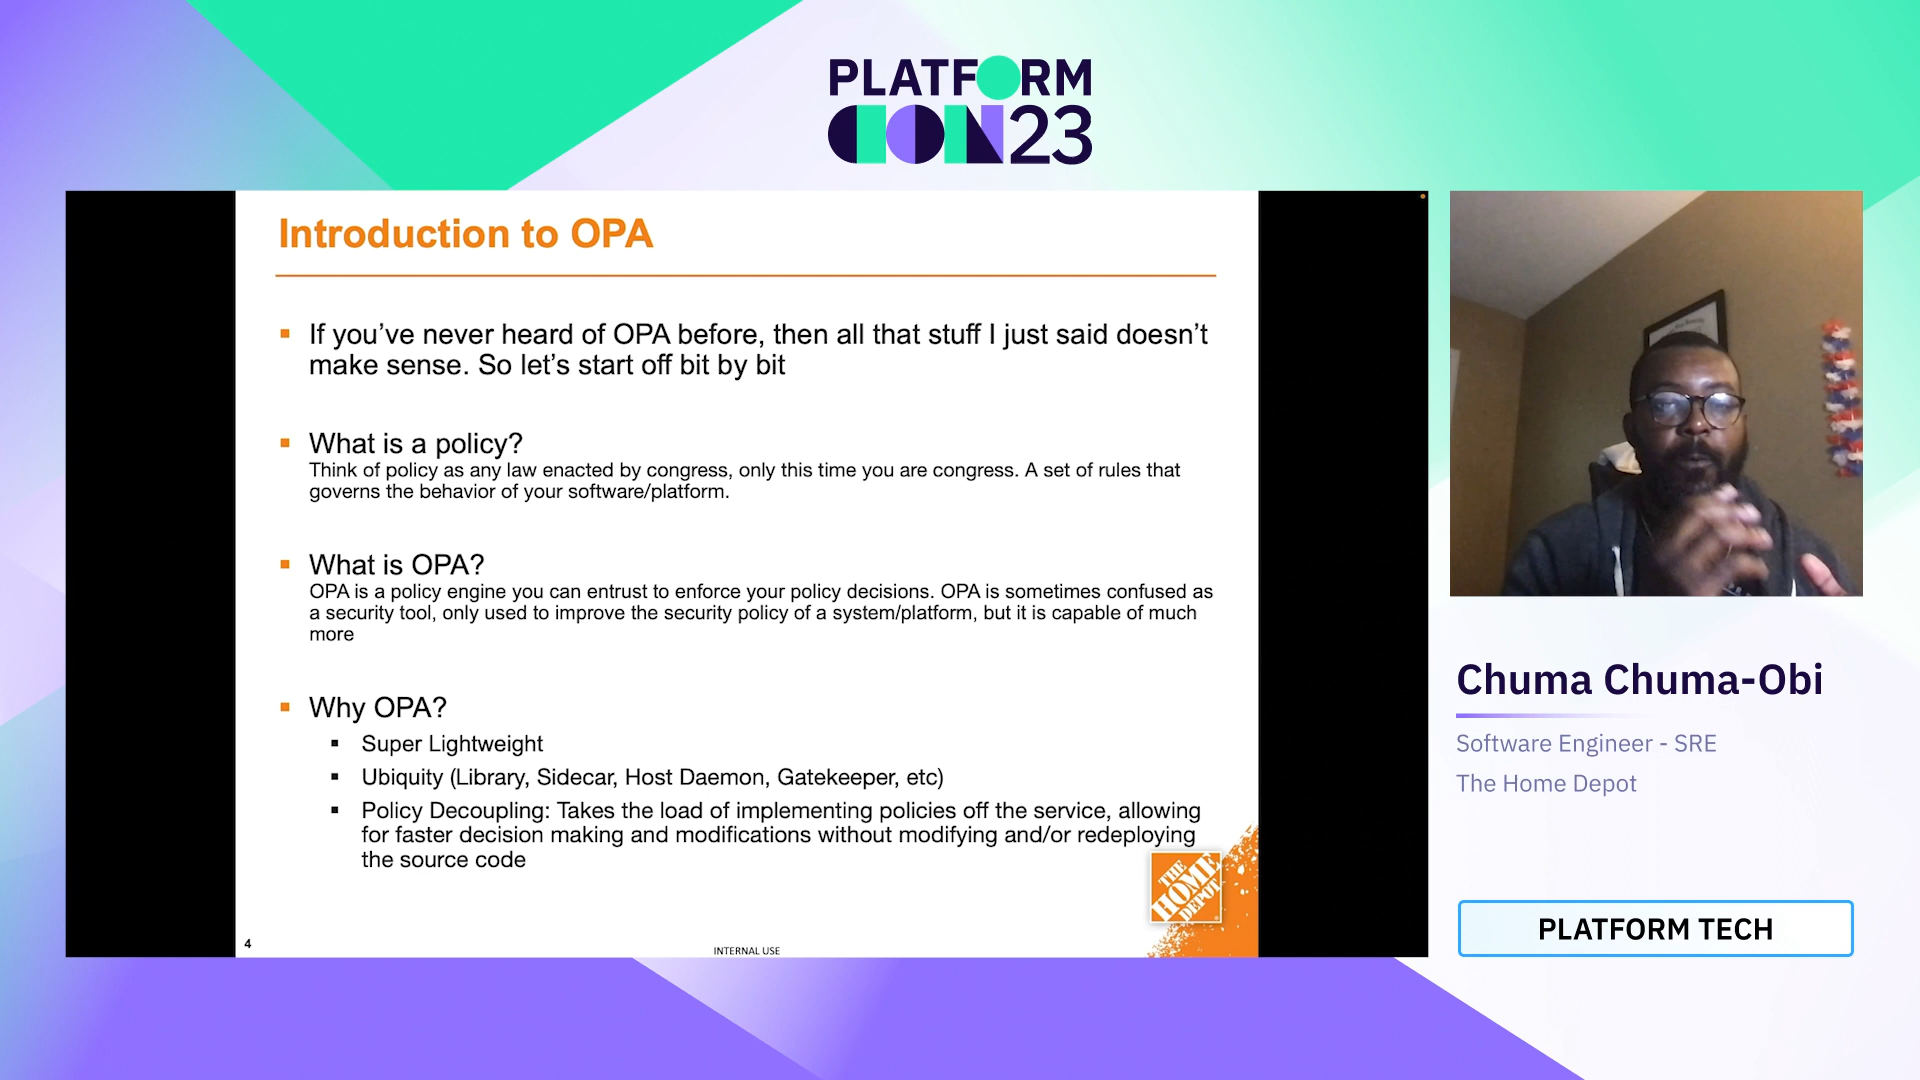 PLATFORM
CON23
Introduction to OPA
▪ If you’ve never heard of OPA before, then all that stuff I just said doesn’t
make sense. So let’s start off bit by bit
▪ What is a policy?
Think of policy as any law enacted by congress, only this time you are congress. A set of rules that
governs the behavior of your software/platform.
▪ What is OPA?
OPA is a policy engine you can entrust to enforce your policy decisions. OPA is sometimes confused as
a security tool, only used to improve the security policy of a system/platform, but it is capable of much
more
▪ Why OPA?
▪ Super Lightweight
▪ Ubiquity (Library, Sidecar, Host Daemon, Gatekeeper, etc)
▪ Policy Decoupling: Takes the load of implementing policies off the service, allowing
for faster decision making and modifications without modifying and/or redeploying
the source code
THE
HOME
DEPOT
4
INTERNAL USE
Chuma Chuma-Obi
Software Engineer - SRE
The Home Depot
PLATFORM TECH